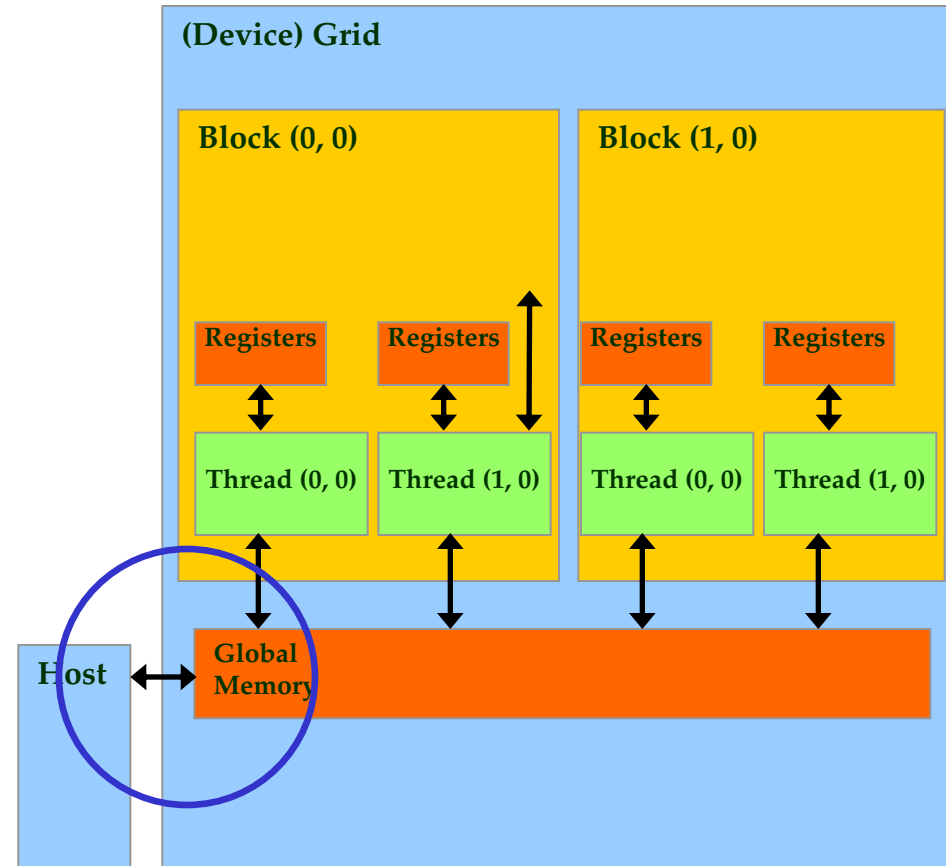 (Device) Grid
Block (0, 0)
Block (1, 0)
Registers
Registers
Registers
Registers
Thread (0, 0)
Thread (1, 0)
Thread (0, 0)
Thread (1, 0)
Host
Global
Memory